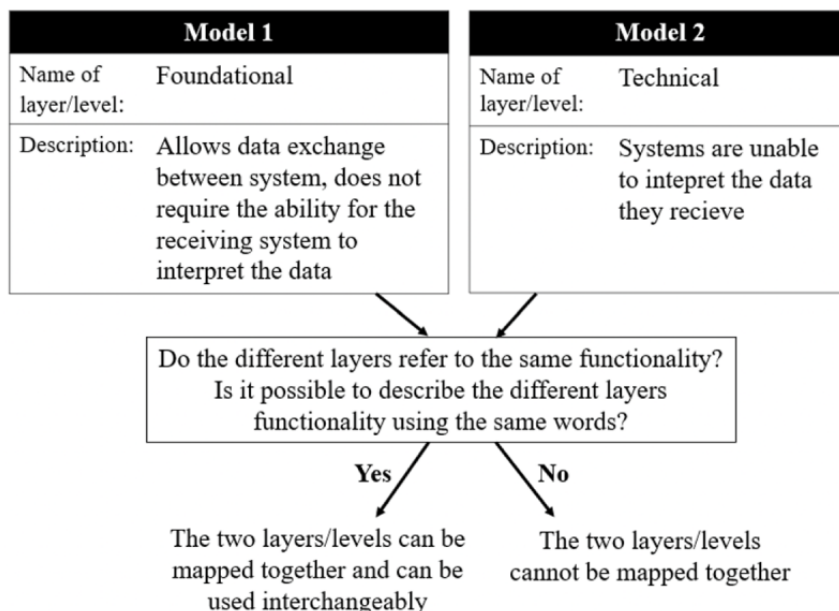 Model 1
Name of layer/level:
Foundational
Description:
Allows data exchange
between system, does not
require the ability for the
receiving system to
interpret the data
Model 2
Name of layer/level:
Technical
Description:
Systems are unable
to intepret the data
they recieve
Do the different layers refer to the same functionality?
Is it possible to describe the different layers
functionality using the same words?
Yes
No
The two layers/levels can be
mapped together and can be
used interchangeably
The two layers/levels
cannot be mapped together